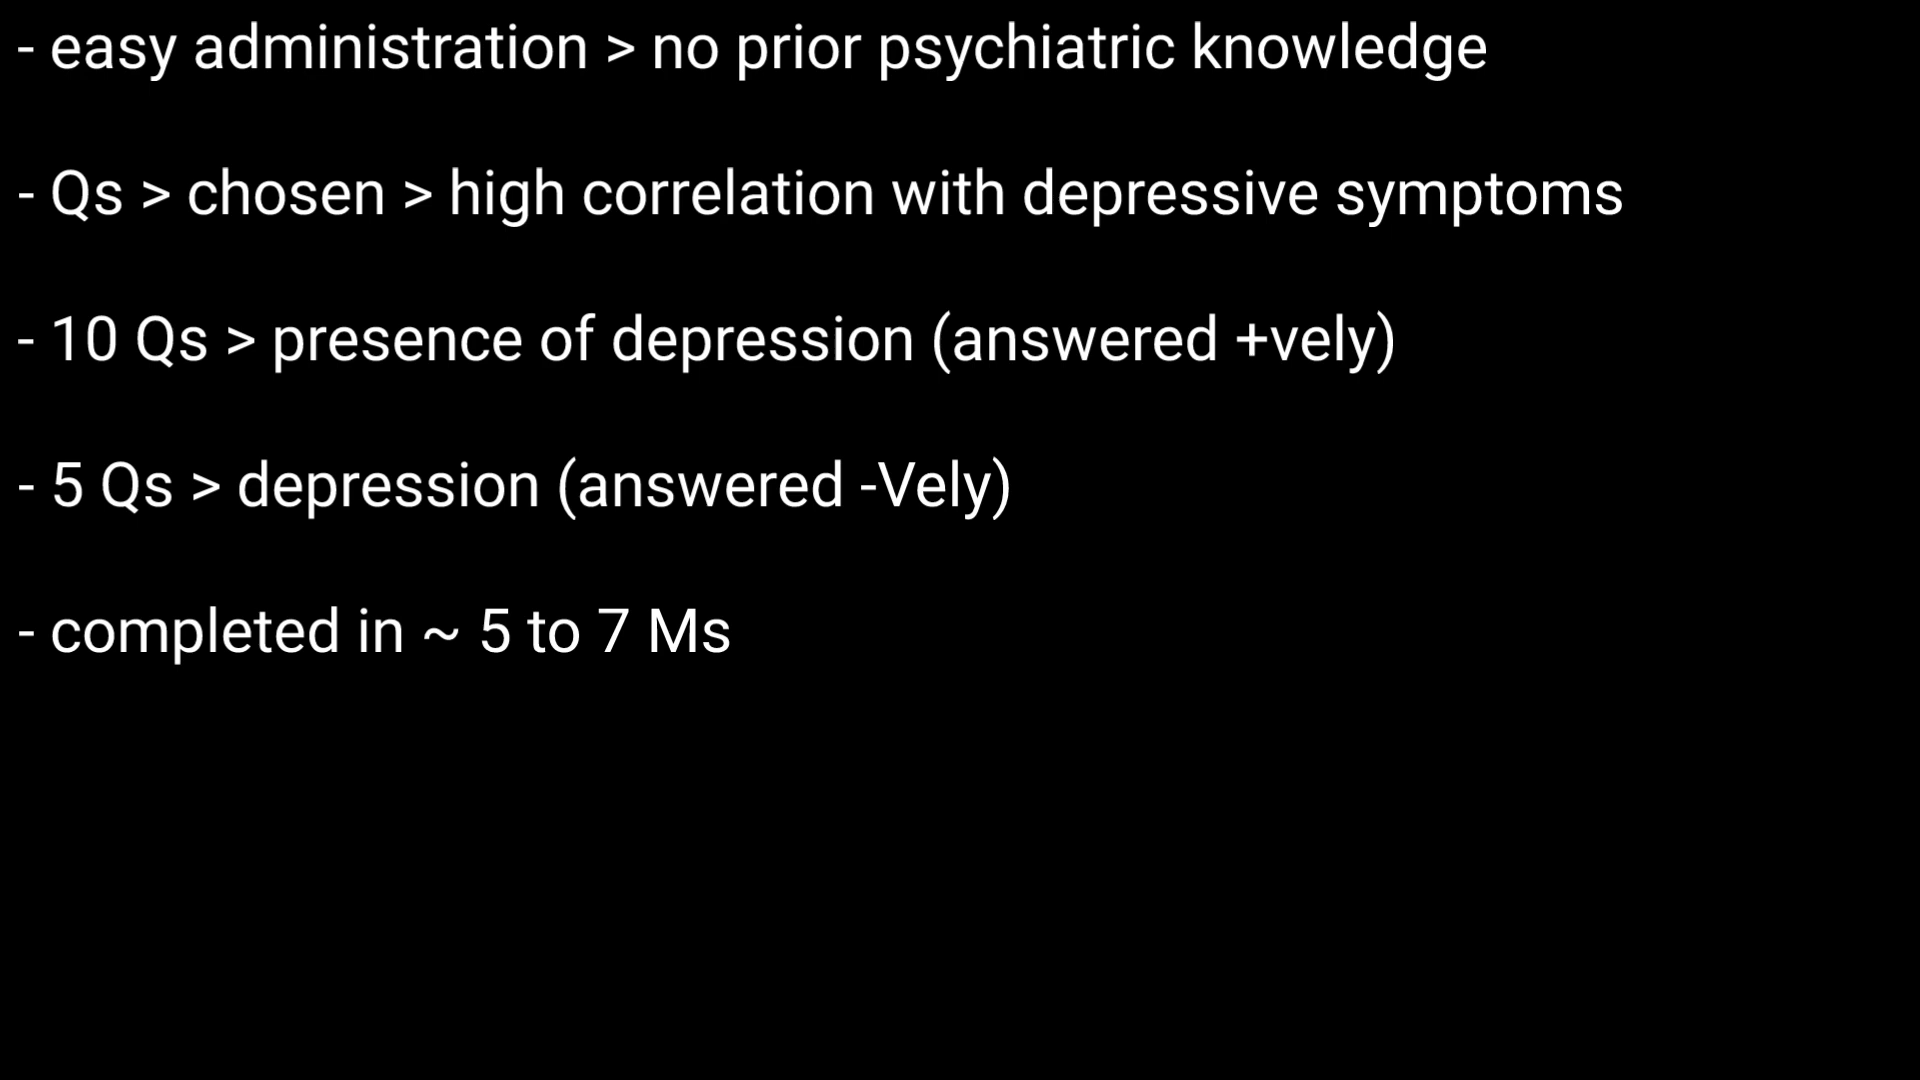 - easy administration > no prior psychiatric knowledge
- Qs > chosen > high correlation with depressive symptoms
- 10 Qs > presence of depression (answered +vely)
- 5 Qs > depression (answered -Vely)
- completed in ~ 5 to 7 Ms